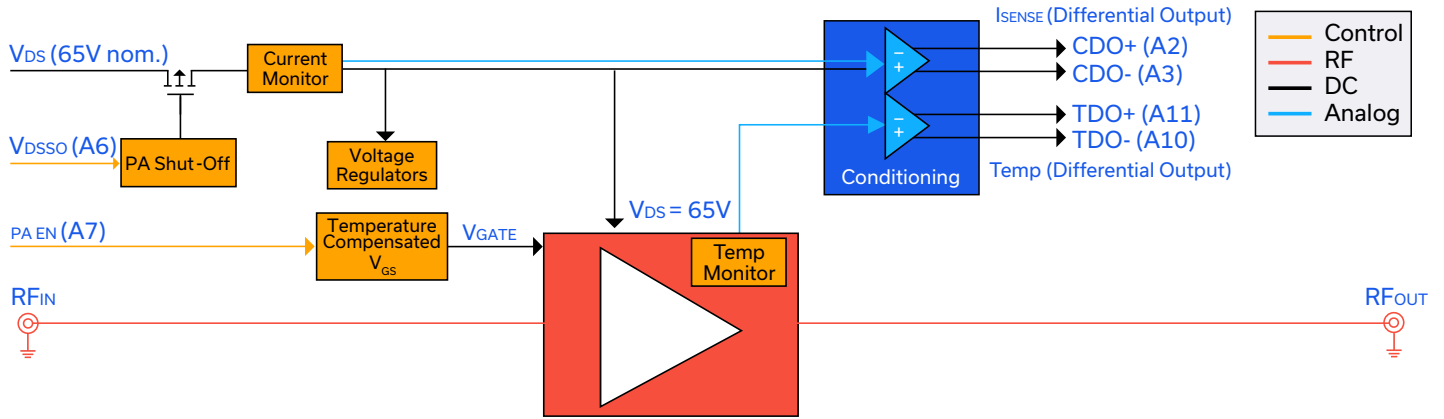 VDS (65V nom.)
Current
Monitor
VDSSO (A6)
PA Shut-Off
Voltage
Regulators
PA EN (A7)
Temperature
Compensated
VGS
VGATE
VDS = 65V
Temp
Monitor
RFIN
RFOUT
−
+
−
+
Conditioning
ISENSE (Differential Output)
CDO+ (A2)
CDO- (A3)
TDO+ (A11)
TDO- (A10)
Temp (Differential Output)
Control
RF
DC
Analog